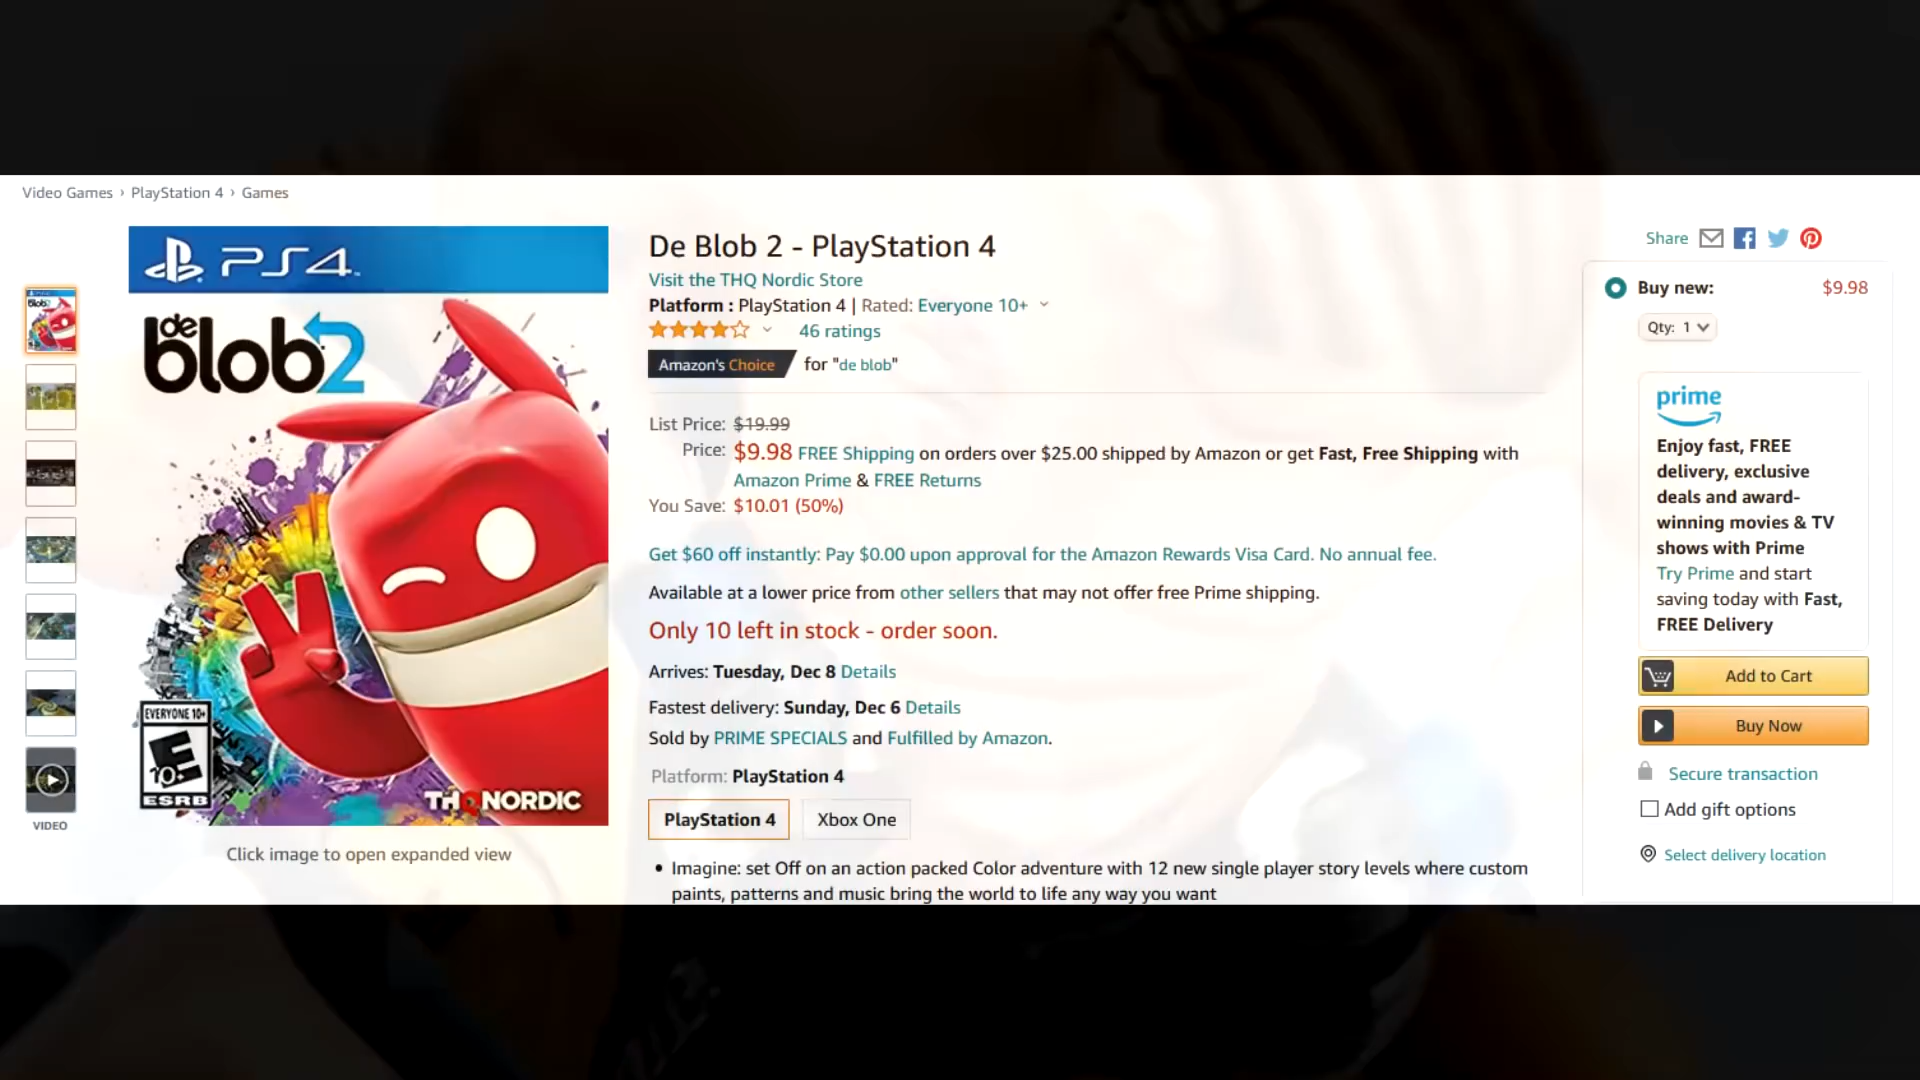 Video Games › PlayStation 4 › Games
PS4
de
blob2
EVERYONE 10+
E
10+
ESRB
THQ NORDIC
VIDEO
Click image to open expanded view
De Blob 2 - PlayStation 4
Visit the THQ Nordic Store
Platform : PlayStation 4 | Rated: Everyone 10+
46 ratings
Amazon's Choice for "de blob"
List Price: $19.99
Price: $9.98 FREE Shipping on orders over $25.00 shipped by Amazon or get Fast, Free Shipping with
Amazon Prime & FREE Returns
You Save: $10.01 (50%)
Get $60 off instantly: Pay $0.00 upon approval for the Amazon Rewards Visa Card. No annual fee.
Available at a lower price from other sellers that may not offer free Prime shipping.
Only 10 left in stock - order soon.
Arrives: Tuesday, Dec 8 Details
Fastest delivery: Sunday, Dec 6 Details
Sold by PRIME SPECIALS and Fulfilled by Amazon.
Platform: PlayStation 4
PlayStation 4 Xbox One
• Imagine: set Off on an action packed Color adventure with 12 new single player story levels where custom
paints, patterns and music bring the world to life any way you want
Share
Buy new: $9.98
Qty: 1
prime
Enjoy fast, FREE
delivery, exclusive
deals and award-
winning movies & TV
shows with Prime
Try Prime and start
saving today with Fast,
FREE Delivery
Add to Cart
Buy Now
Secure transaction
Add gift options
Select delivery location